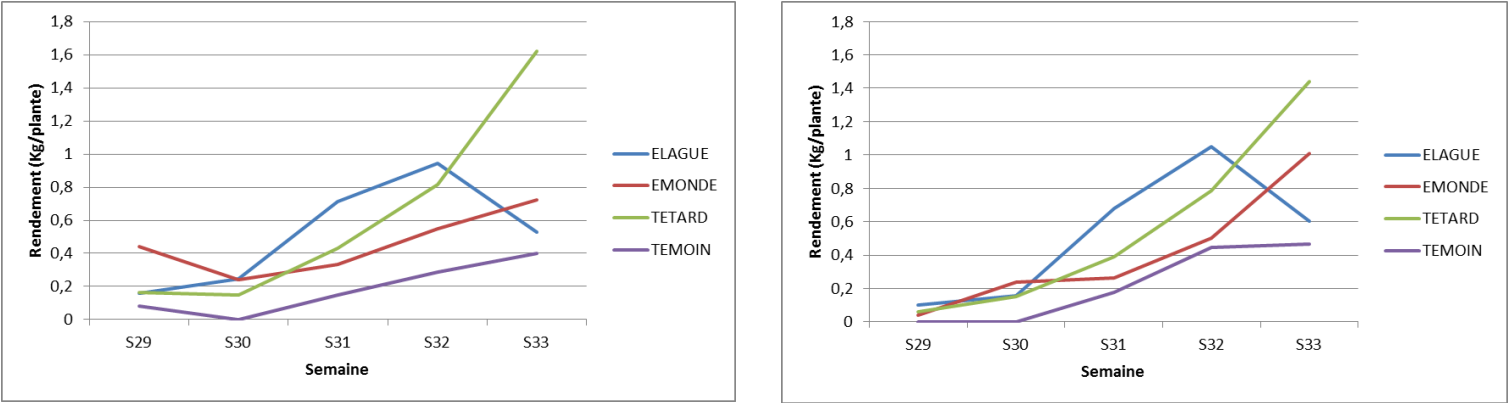 1,8
1,6
1,4
1,2
1
0,8
0,6
0,4
0,2
0
Rendement (Kg/plante)
S29 S30 S31 S32 S33
Semaine
ELAGUE
EMONDE
TETARD
TEMOIN
1,8
1,6
1,4
1,2
1
0,8
0,6
0,4
0,2
0
Rendement (Kg/plante)
S29 S30 S31 S32 S33
Semaine
ELAGUE
EMONDE
TETARD
TEMOIN